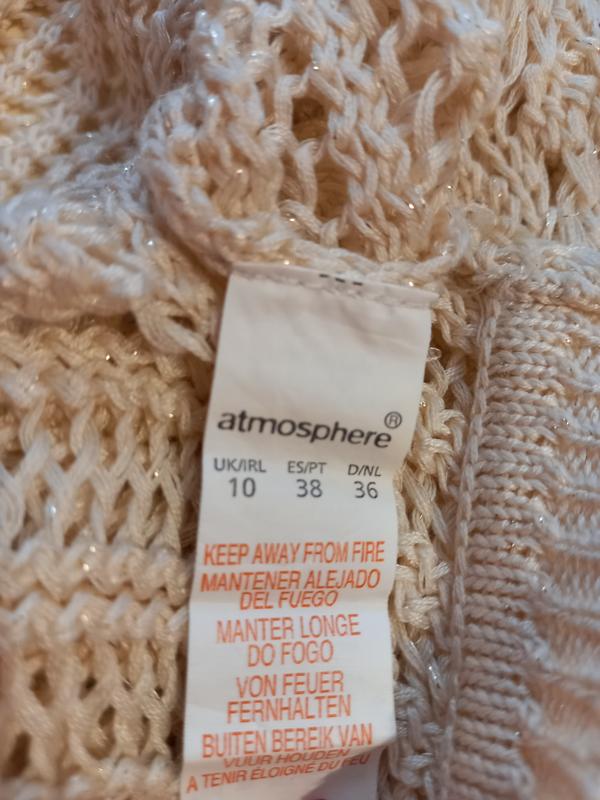 atmosphere®
UK/IRL ES/PT D/NL
10 38 36
KEEP AWAY FROM FIRE
MANTENER ALEJADO
DEL FUEGO
MANTER LONGE
DO FOGO
VON FEUER
FERNHALTEN
BUITEN BEREIK VAN
VUUR HOUDEN
A TENIR ÉLOIGNÉ DU FEU